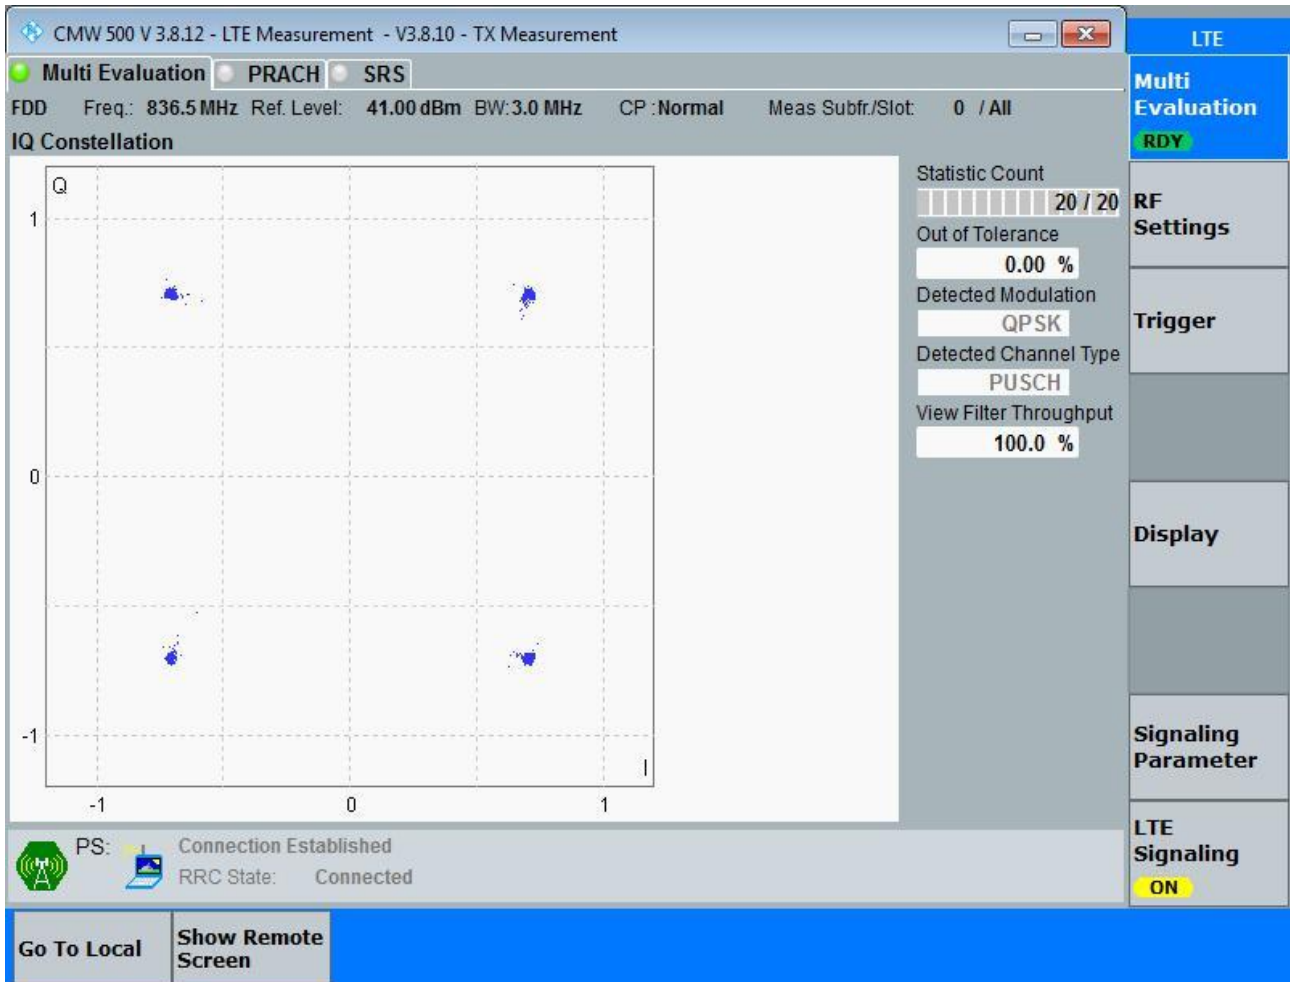 CMW 500 V 3.8.12 - LTE Measurement - V3.8.10 - TX Measurement
LTE
Multi Evaluation PRACH SRS
Multi
Evaluation
RDY
FDD Freq.: 836.5 MHz Ref. Level: 41.00 dBm BW: 3.0 MHz CP : Normal Meas Subfr./Slot: 0 / All
IQ Constellation
Q
1
0
-1
I
-1 0 1
Statistic Count
20 / 20
Out of Tolerance
0.00 %
Detected Modulation
QPSK
Detected Channel Type
PUSCH
View Filter Throughput
100.0 %
RF
Settings
Trigger
Display
Signaling
Parameter
LTE
Signaling
ON
PS: Connection Established
RRC State: Connected
Go To Local
Show Remote
Screen